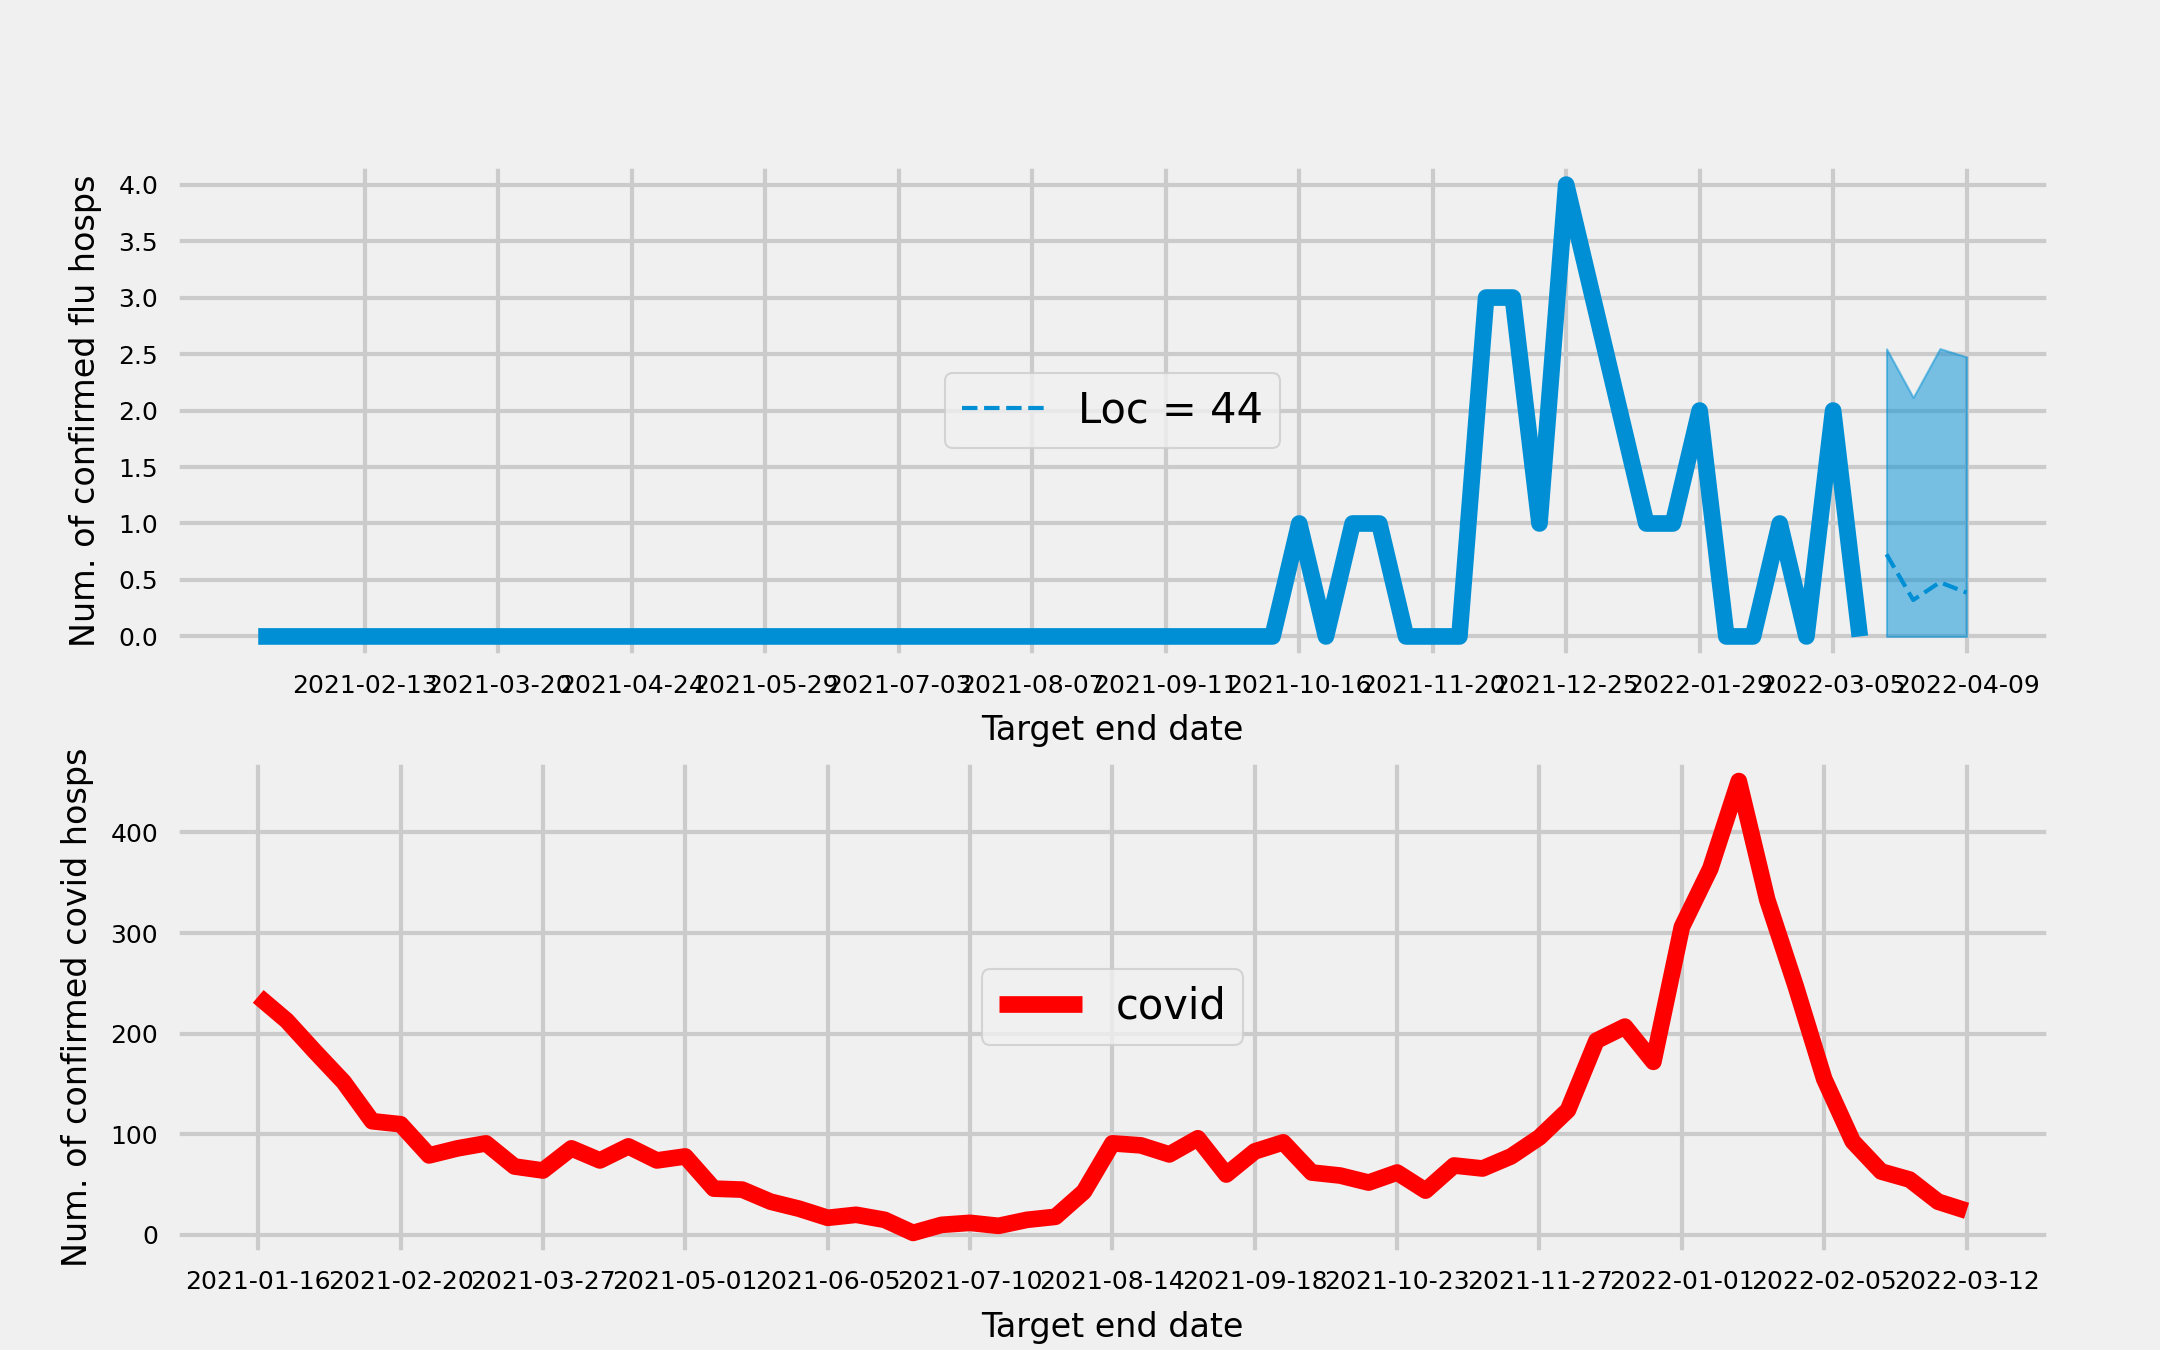 Num. of confirmed flu hosps
4.0
3.5
3.0
2.5
2.0
1.5
1.0
0.5
0.0
Loc = 44
2021-02-13 2021-03-20 2021-04-24 2021-05-29 2021-07-03 2021-08-07 2021-09-11 2021-10-16 2021-11-20 2021-12-25 2022-01-29 2022-03-05 2022-04-09
Target end date
Num. of confirmed covid hosps
400
300
200
100
0
covid
2021-01-16 2021-02-20 2021-03-27 2021-05-01 2021-06-05 2021-07-10 2021-08-14 2021-09-18 2021-10-23 2021-11-27 2022-01-01 2022-02-05 2022-03-12
Target end date